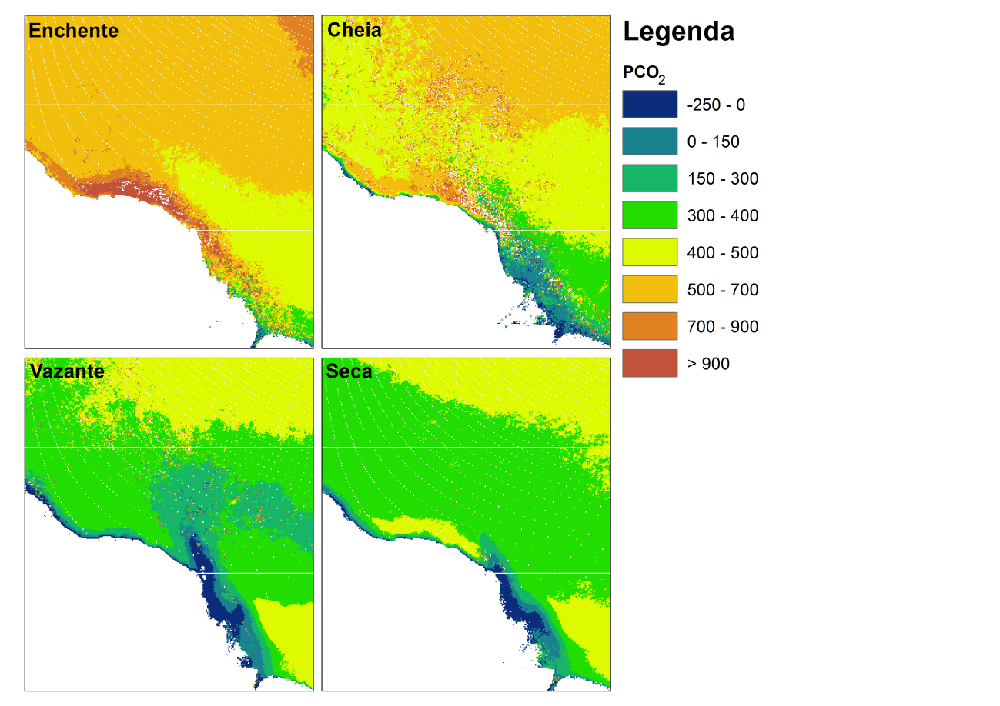 Enchente
Cheia
Vazante
Seca
Legenda
PCO2
-250 - 0
0 - 150
150 - 300
300 - 400
400 - 500
500 - 700
700 - 900
> 900